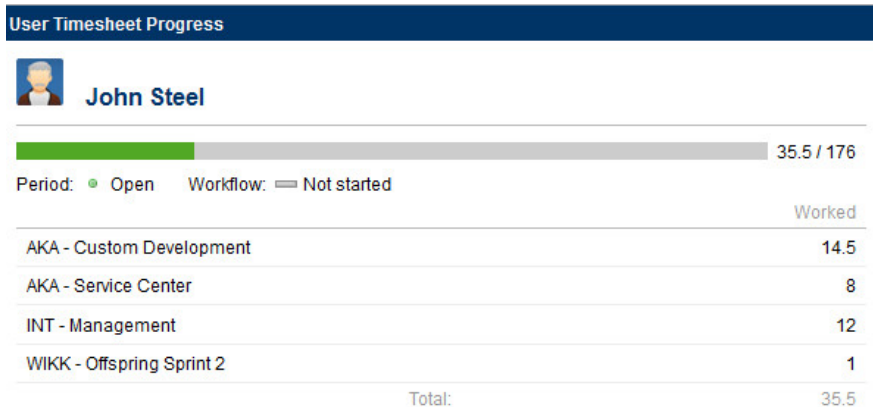 User Timesheet Progress
John Steel
35.5 / 176
Period: Open Workflow: Not started
Worked
AKA - Custom Development 14.5
AKA - Service Center 8
INT - Management 12
WIKK - Offspring Sprint 2 1
Total: 35.5